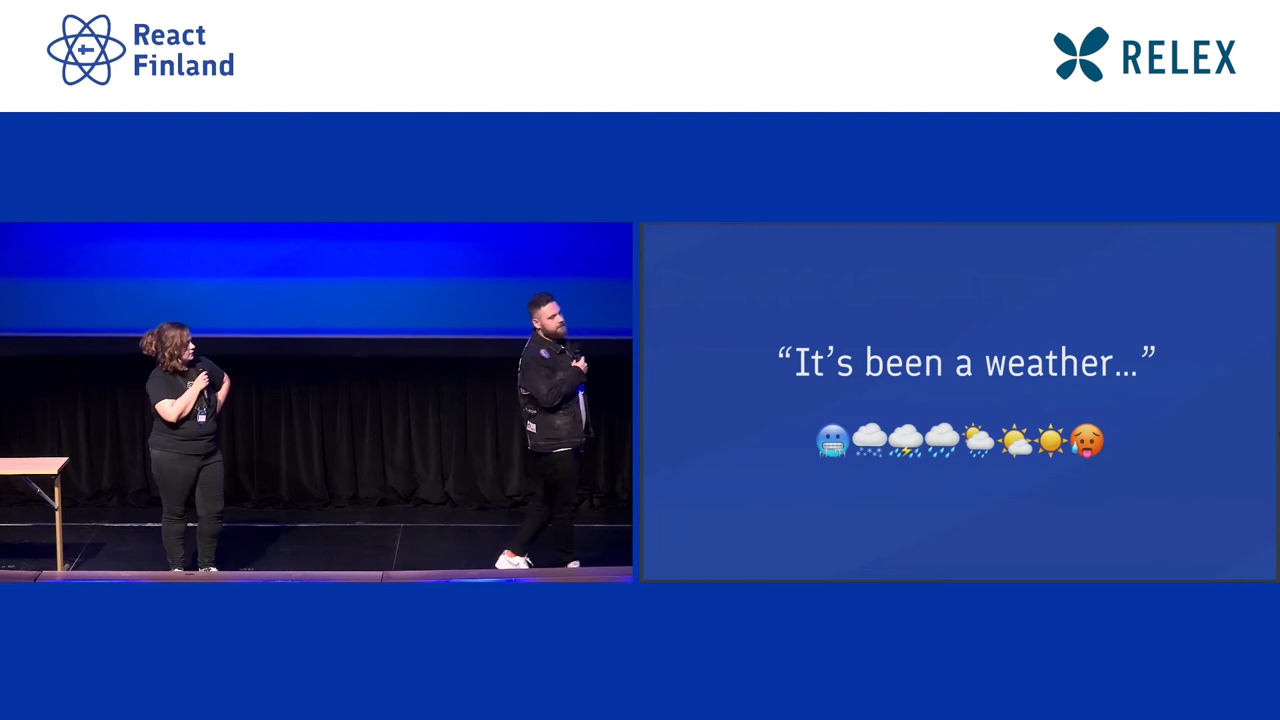 React
Finland
RELEX
“It’s been a weather…”